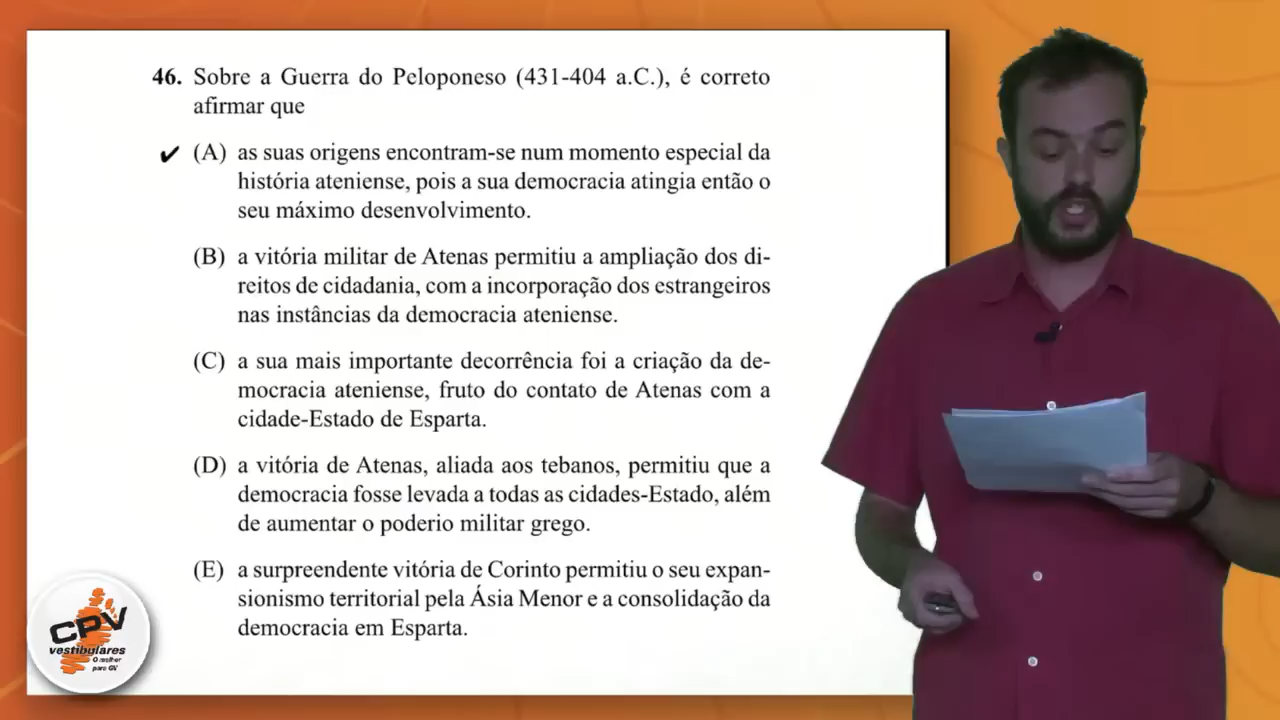 46. Sobre a Guerra do Peloponeso (431-404 a.C.), é correto
afirmar que
✔ (A) as suas origens encontram-se num momento especial da
história ateniense, pois a sua democracia atingia então o
seu máximo desenvolvimento.
(B) a vitória militar de Atenas permitiu a ampliação dos di-
reitos de cidadania, com a incorporação dos estrangeiros
nas instâncias da democracia ateniense.
(C) a sua mais importante decorrência foi a criação da de-
mocracia ateniense, fruto do contato de Atenas com a
cidade-Estado de Esparta.
(D) a vitória de Atenas, aliada aos tebanos, permitiu que a
democracia fosse levada a todas as cidades-Estado, além
de aumentar o poderio militar grego.
(E) a surpreendente vitória de Corinto permitiu o seu expan-
sionismo territorial pela Ásia Menor e a consolidação da
democracia em Esparta.
CPV
vestibulares
O melhor
para GV